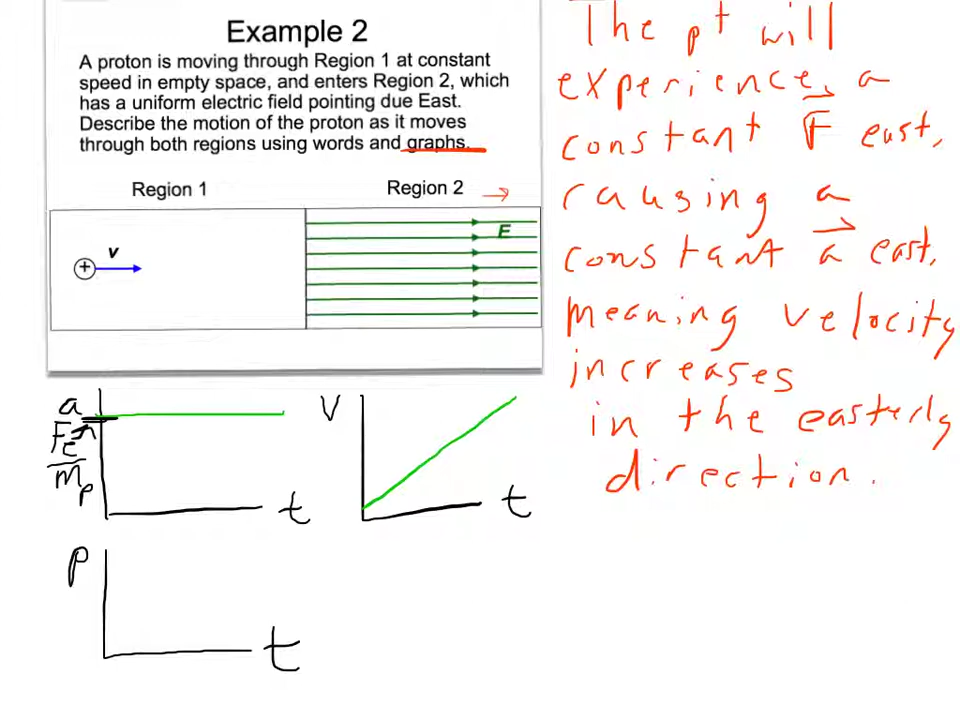 Example 2
A proton is moving through Region 1 at constant
speed in empty space, and enters Region 2, which
has a uniform electric field pointing due East.
Describe the motion of the proton as it moves
through both regions using words and graphs.
Region 1
Region 2
v
+
E
The p+ will
experience a
constant F east,
causing a
constant a east,
meaning velocity
increases
in the easterly
direction.
a
Fe
mp
t
V
t
P
t